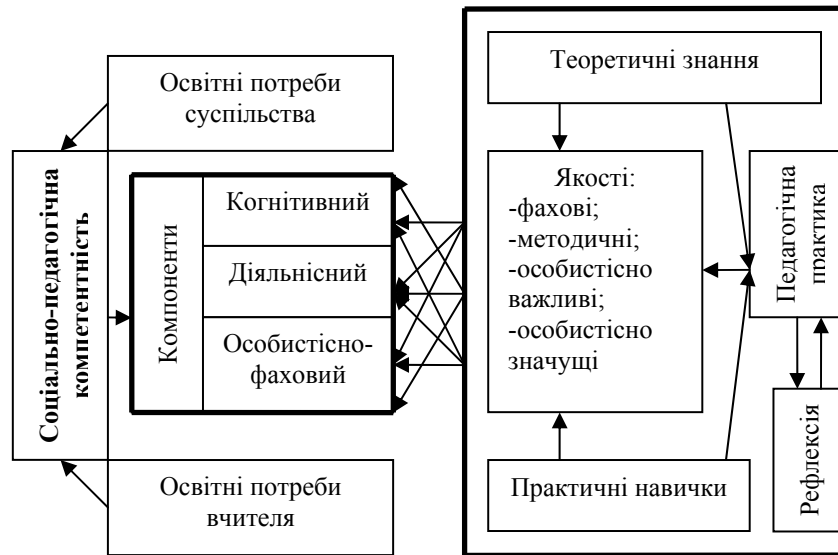 Освітні потреби
суспільства
Соціально-педагогічна
компетентність
Компоненти
Когнітивний
Діяльнісний
Особистісно-
фаховий
Освітні потреби
вчителя
Теоретичні знання
Якості:
-фахові;
-методичні;
-особистісно
важливі;
-особистісно
значущі
Педагогічна
практика
Практичні навички
Рефлексія